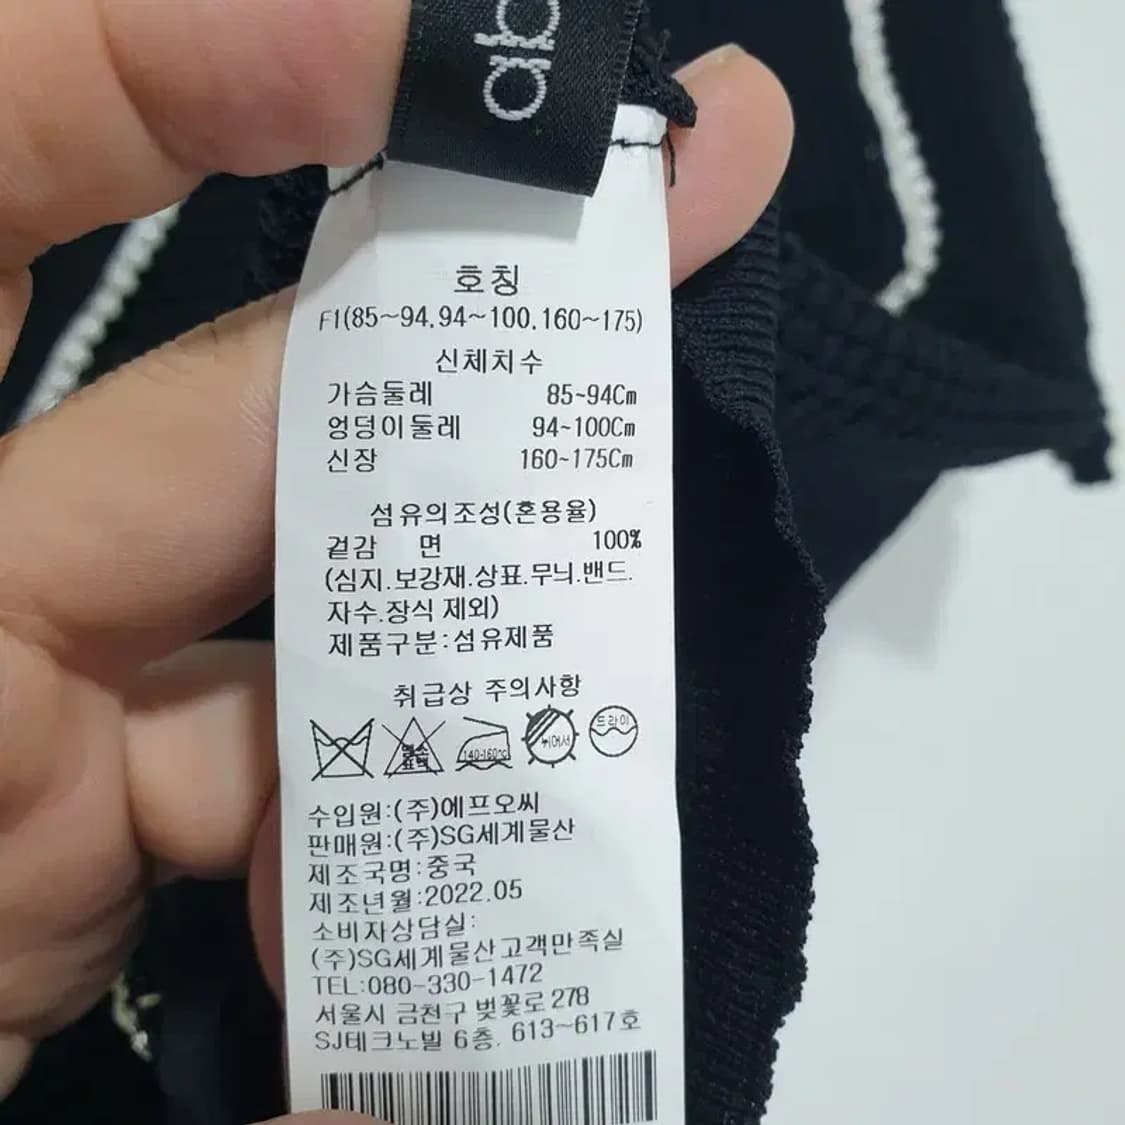 ab
호칭
F1(85~94.94~100.160~175)
신체치수
가슴둘레 85~94Cm
엉덩이둘레 94~100Cm
신장 160~175Cm
섬유의조성(혼용율)
겉감 면 100%
(심지.보강재.상표.무늬.밴드.
자수.장식 제외)
제품구분:섬유제품
취급상 주의사항
염소 표백 140-160℃ 뉘어서 드라이
수입원:(주)에프오씨
판매원:(주)SG세계물산
제조국명:중국
제조년월:2022.05
소비자상담실:
(주)SG세계물산고객만족실
TEL:080-330-1472
서울시 금천구 벚꽃로 278
SJ테크노빌 6층. 613~617호